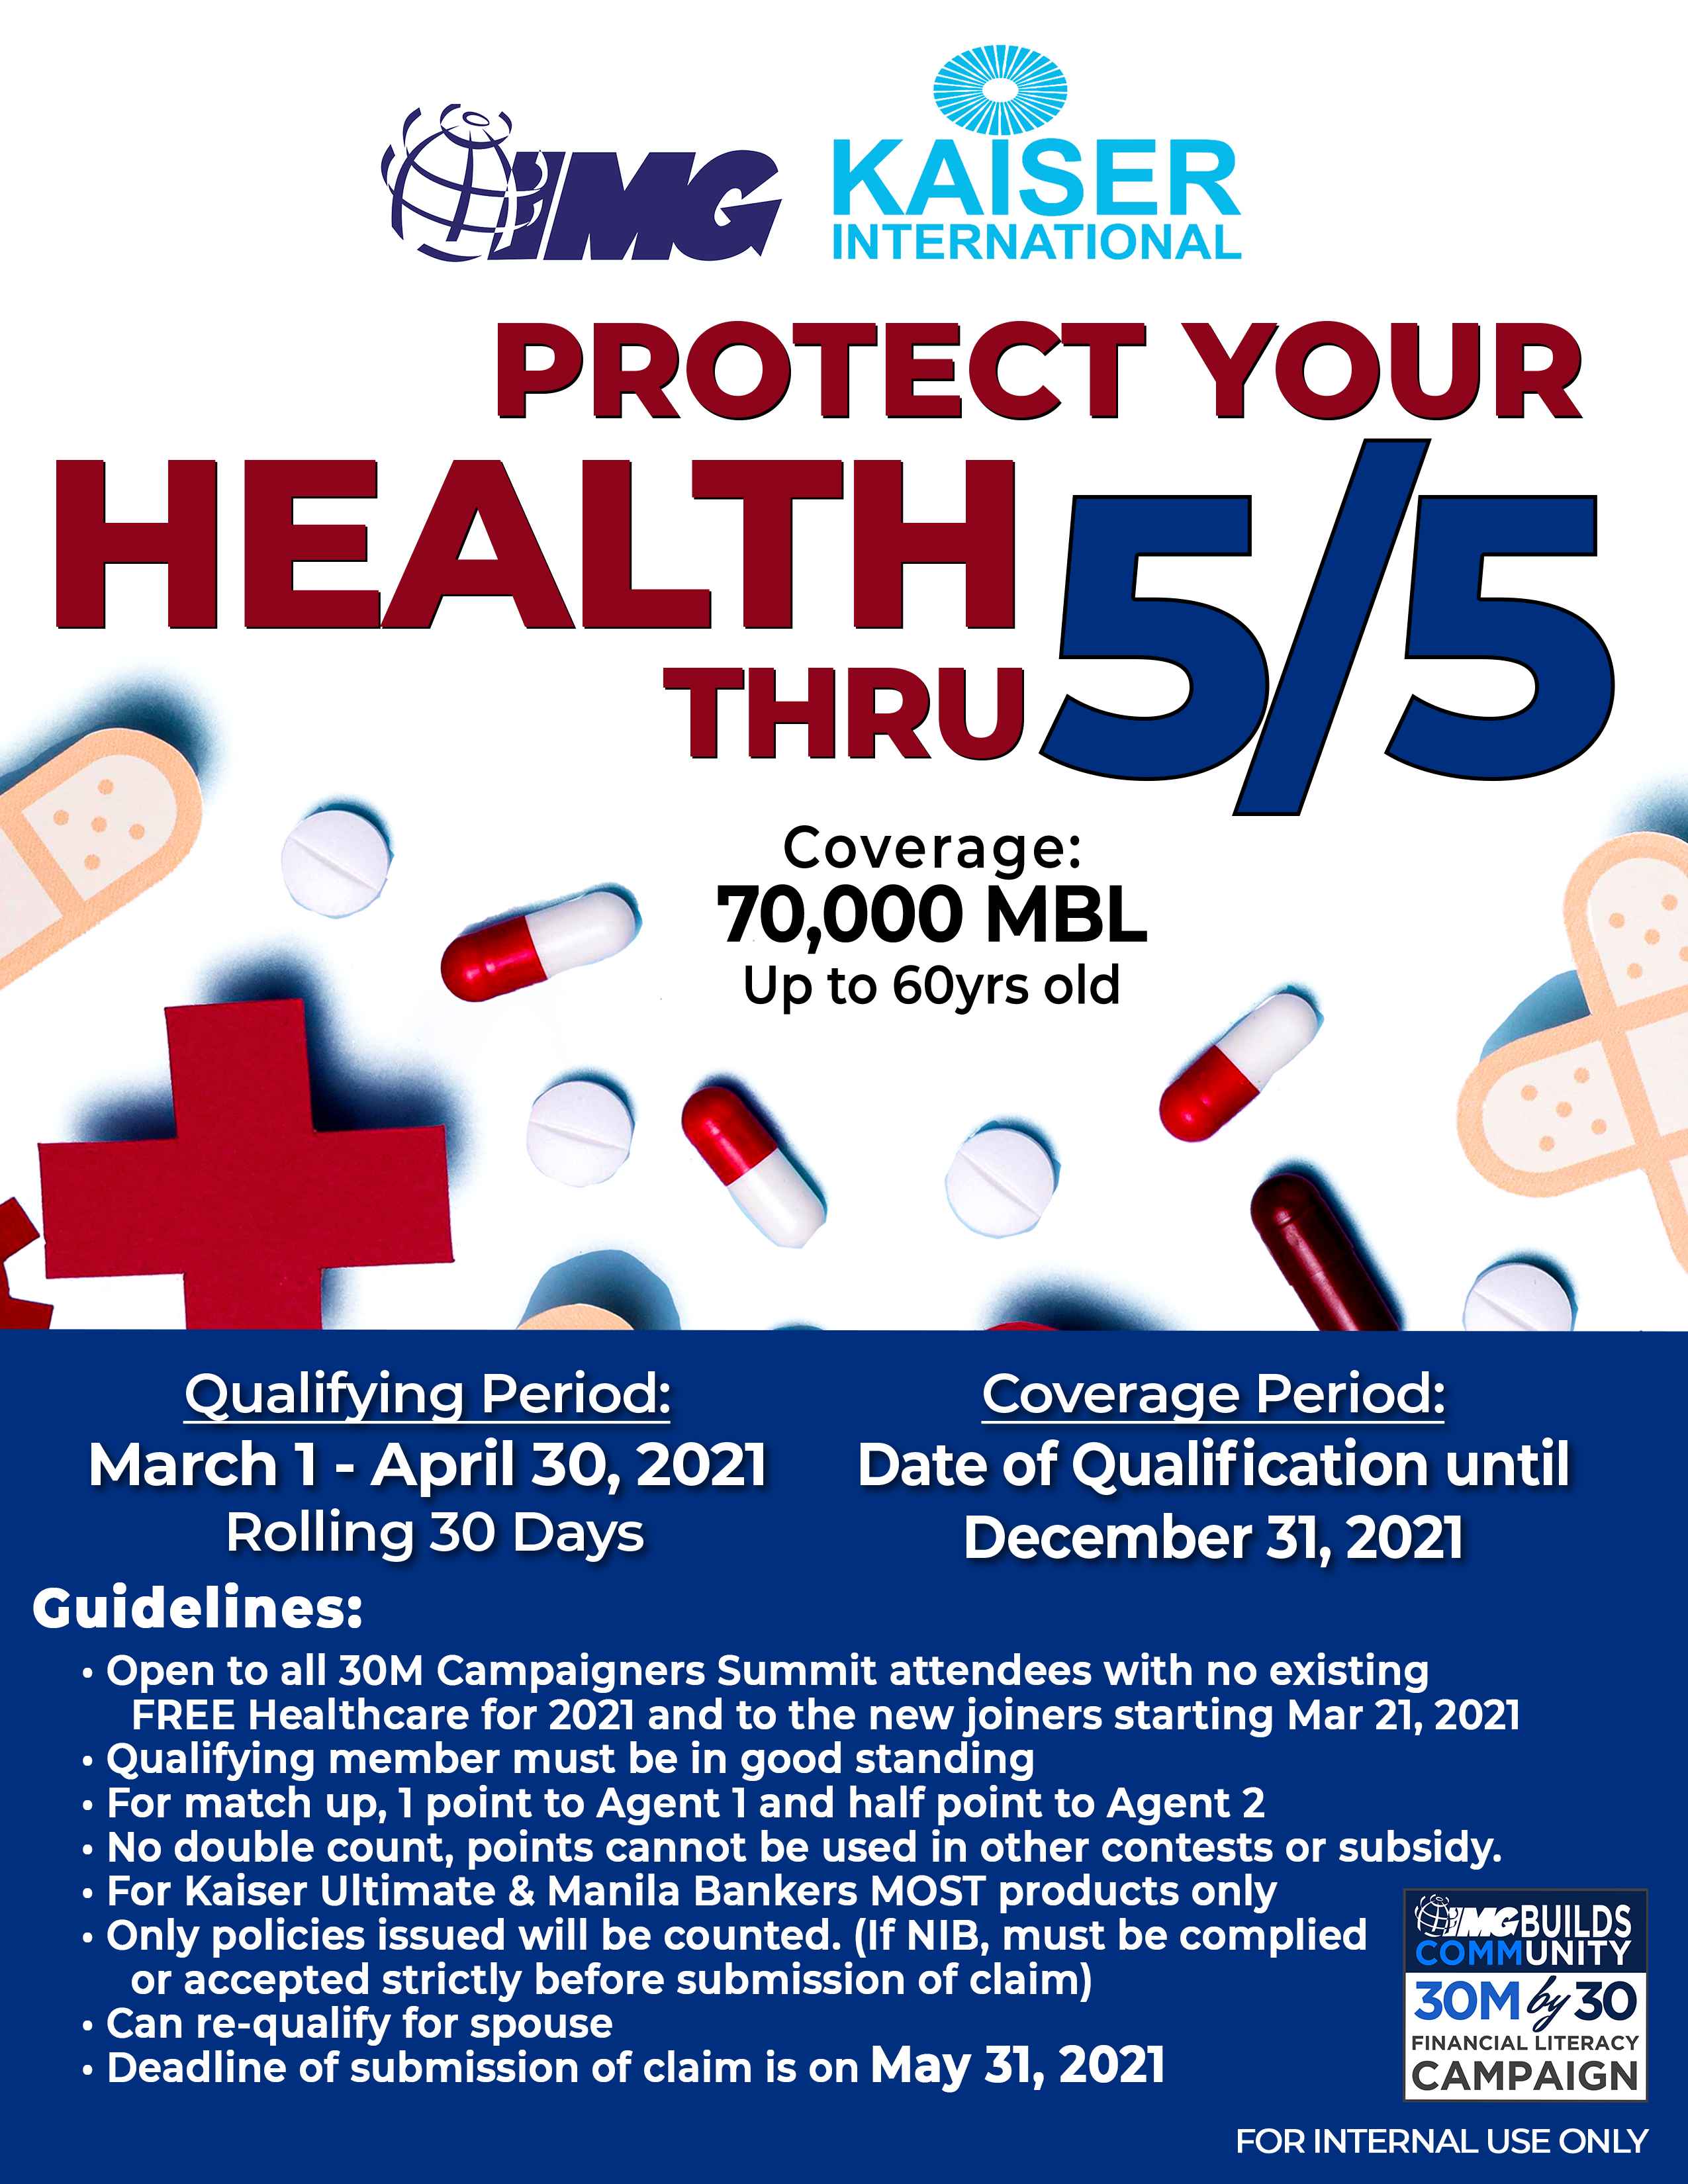 IMG
KAISER
INTERNATIONAL
PROTECT YOUR
HEALTH
THRU 5/5
Coverage:
70,000 MBL
Up to 60yrs old
Qualifying Period:
March 1 - April 30, 2021
Rolling 30 Days
Coverage Period:
Date of Qualification until
December 31, 2021
Guidelines:
• Open to all 30M Campaigners Summit attendees with no existing
FREE Healthcare for 2021 and to the new joiners starting Mar 21, 2021
• Qualifying member must be in good standing
• For match up, 1 point to Agent 1 and half point to Agent 2
• No double count, points cannot be used in other contests or subsidy.
• For Kaiser Ultimate & Manila Bankers MOST products only
• Only policies issued will be counted. (If NIB, must be complied
or accepted strictly before submission of claim)
• Can re-qualify for spouse
• Deadline of submission of claim is on May 31, 2021
IMG BUILDS
COMMUNITY
30M by 30
FINANCIAL LITERACY
CAMPAIGN
FOR INTERNAL USE ONLY